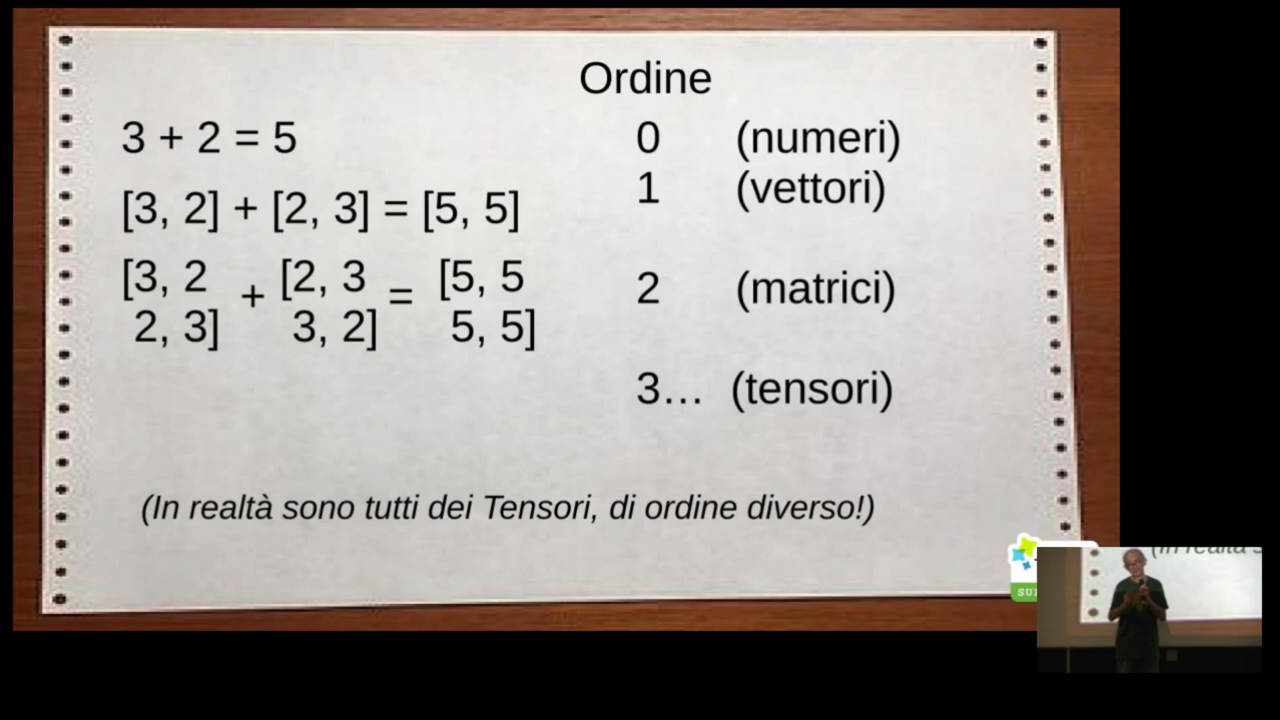 Ordine
3 + 2 = 5 0 (numeri)
1 (vettori)
[3, 2] + [2, 3] = [5, 5]
[3, 2 + [2, 3 = [5, 5
2, 3] 3, 2] 5, 5]
2 (matrici)
3… (tensori)
(In realtà sono tutti dei Tensori, di ordine diverso!)
(In realtà s